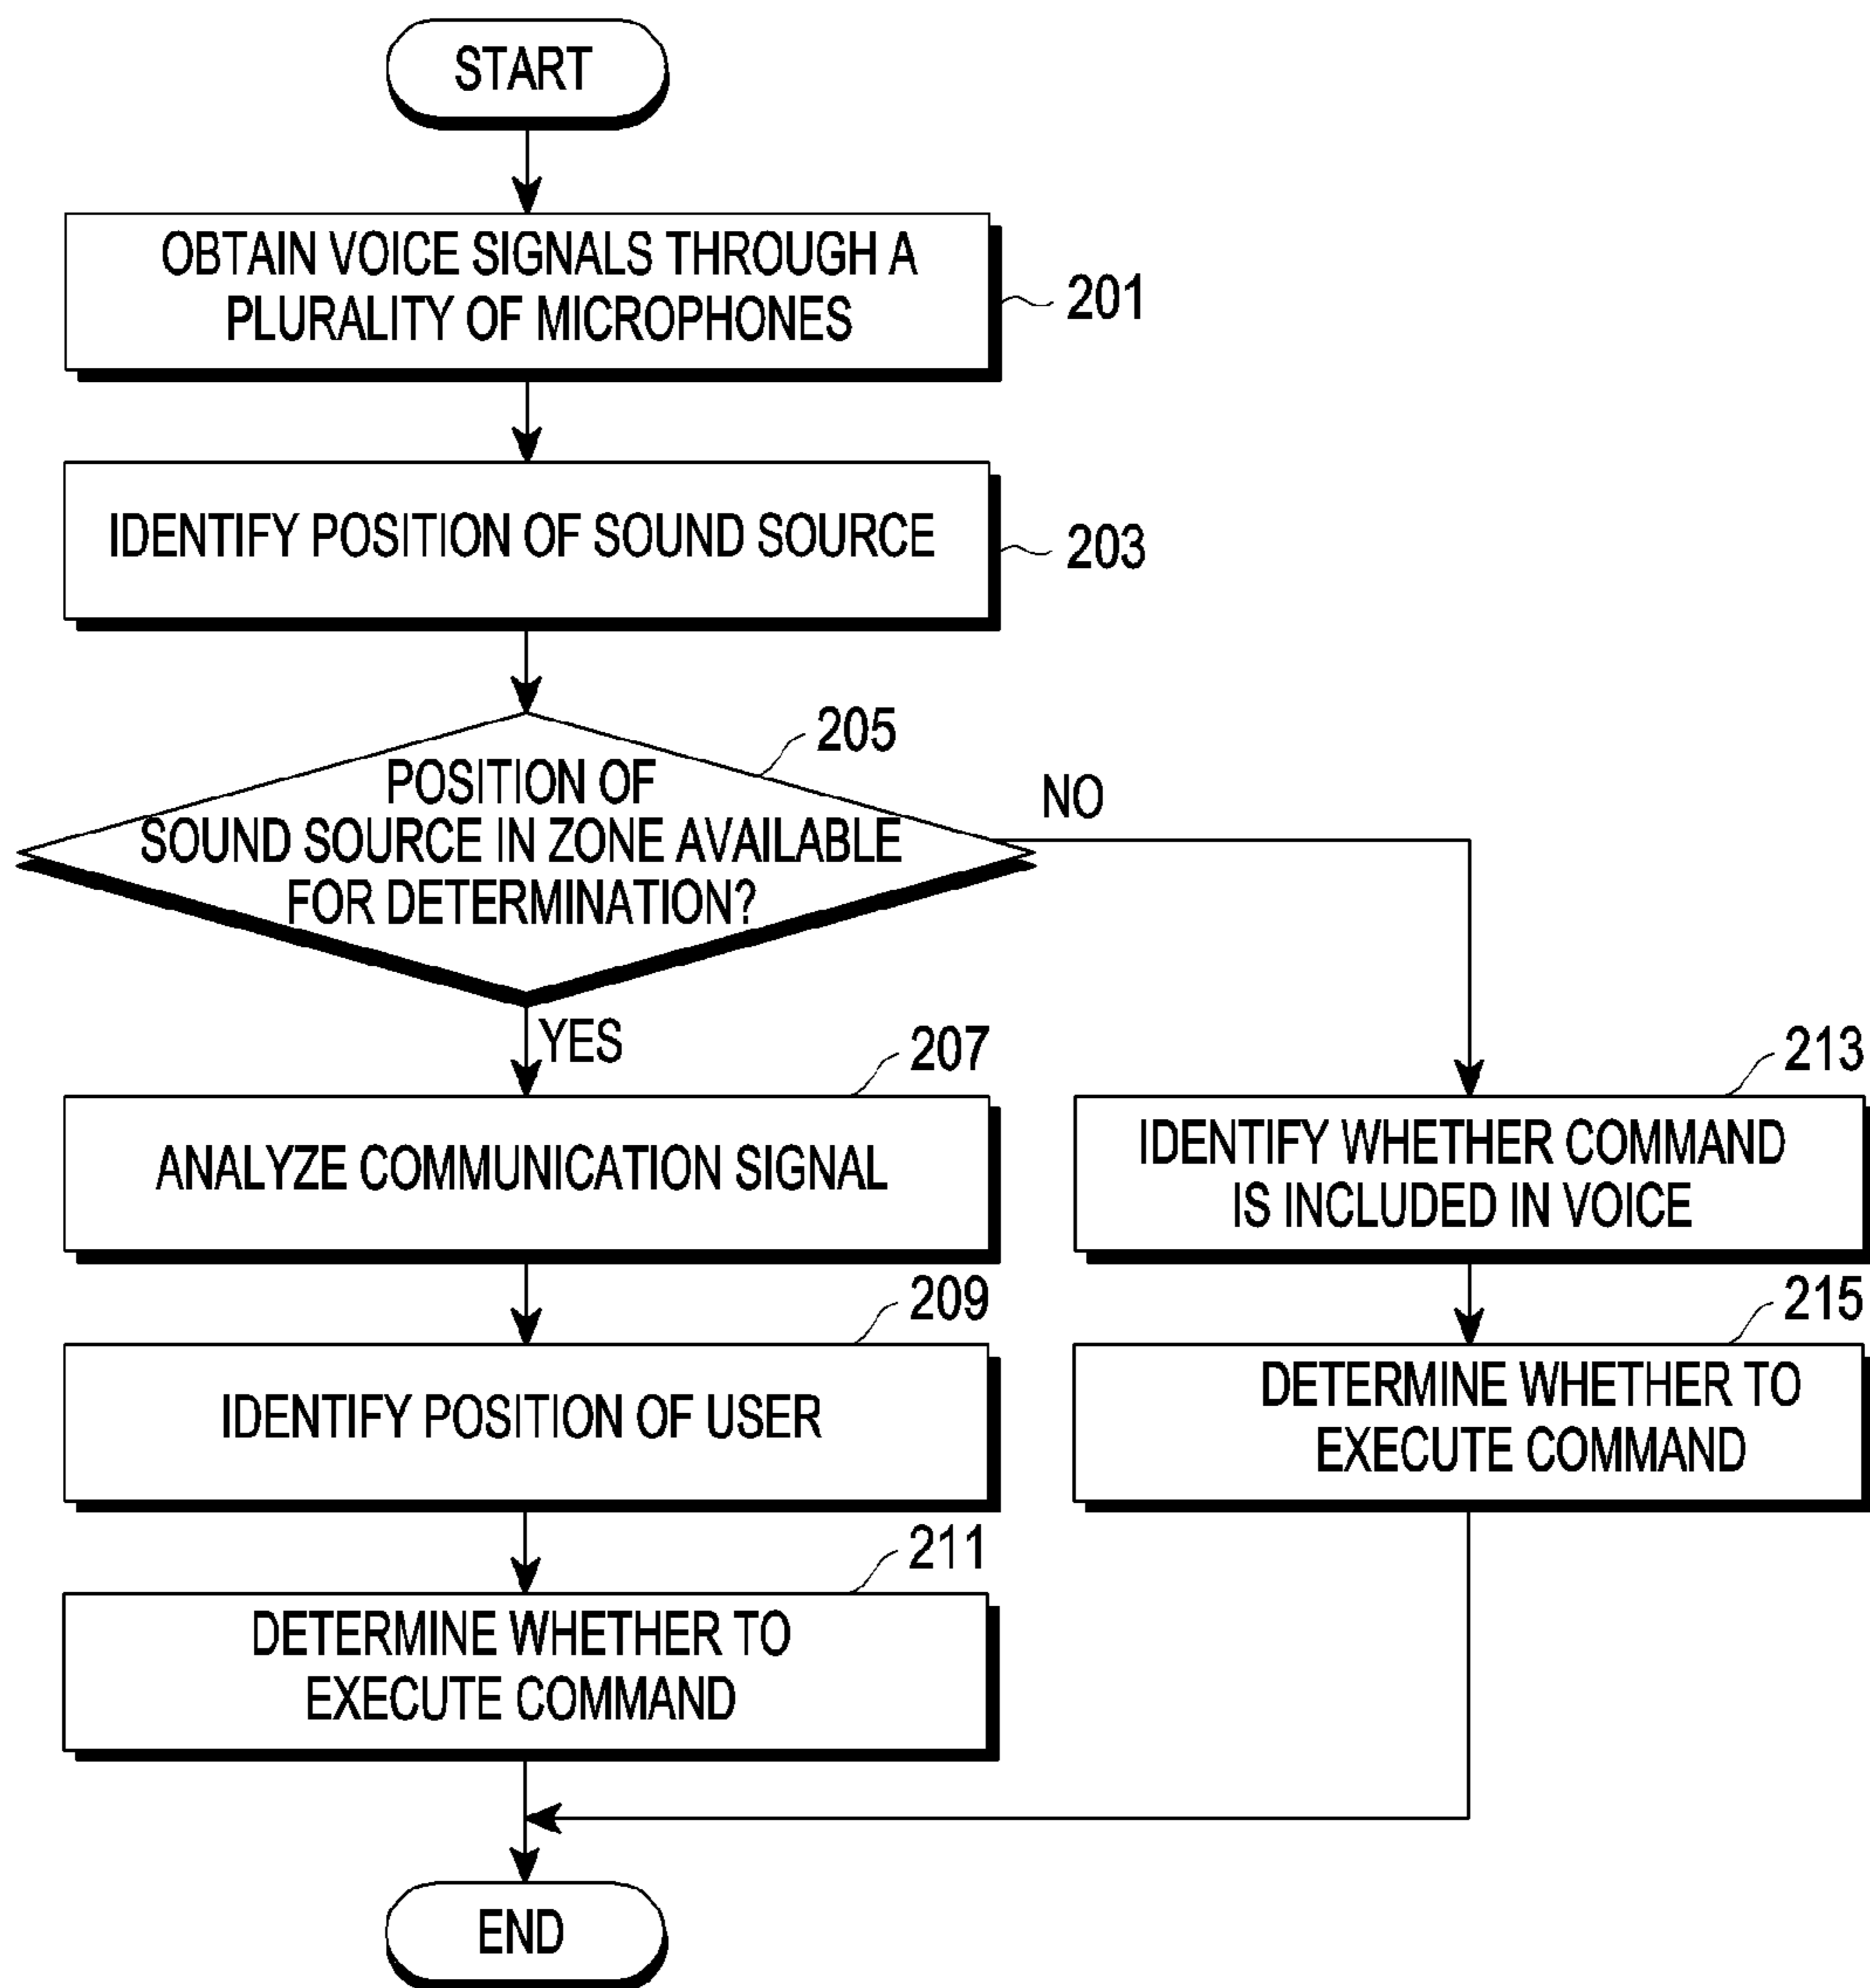 START
OBTAIN VOICE SIGNALS THROUGH A
PLURALITY OF MICROPHONES
201
IDENTIFY POSITION OF SOUND SOURCE
203
205
POSITION OF
SOUND SOURCE IN ZONE AVAILABLE
FOR DETERMINATION?
NO
YES
207
ANALYZE COMMUNICATION SIGNAL
209
IDENTIFY POSITION OF USER
211
DETERMINE WHETHER TO
EXECUTE COMMAND
213
IDENTIFY WHETHER COMMAND
IS INCLUDED IN VOICE
215
DETERMINE WHETHER TO
EXECUTE COMMAND
END